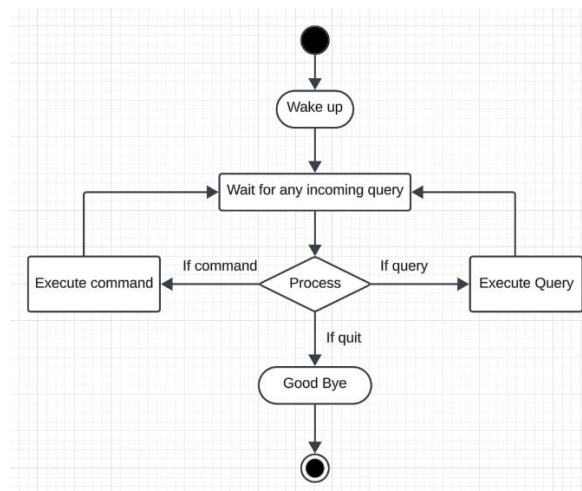 Wake up
Wait for any incoming query
If command
If query
Execute command
Process
Execute Query
If quit
Good Bye